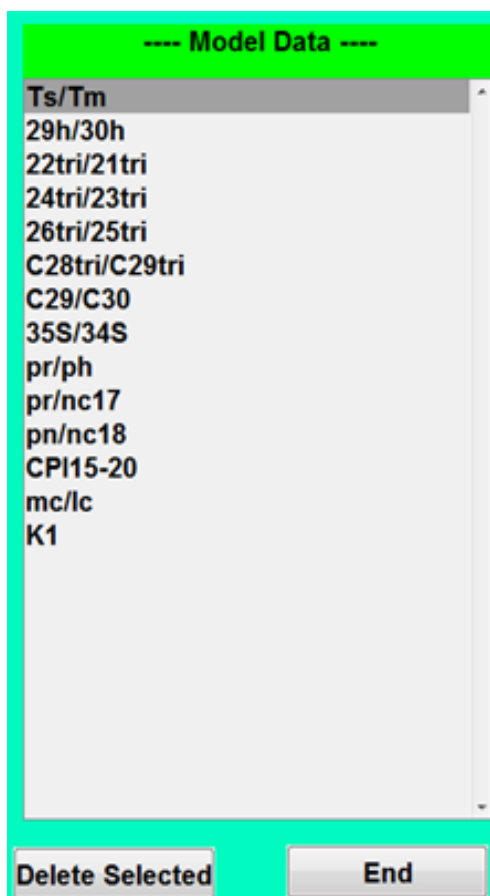 ---- Model Data ----
Ts/Tm
29h/30h
22tri/21tri
24tri/23tri
26tri/25tri
C28tri/C29tri
C29/C30
35S/34S
pr/ph
pr/nc17
pn/nc18
CPI15-20
mc/lc
K1
Delete Selected
End